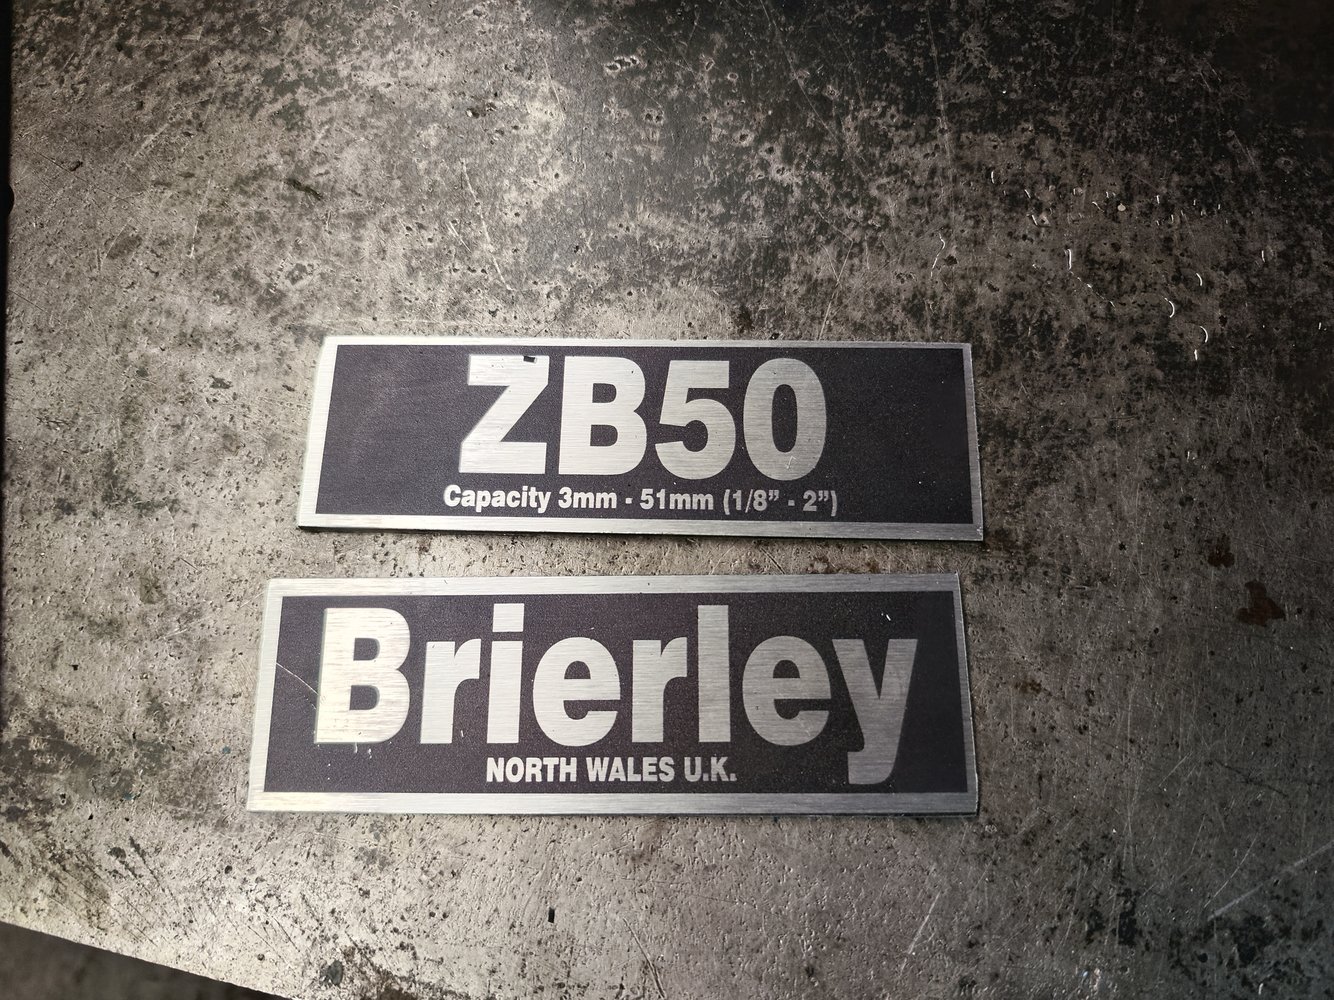 ZB50
Capacity 3mm - 51mm (1/8” - 2”)
Brierley
NORTH WALES U.K.